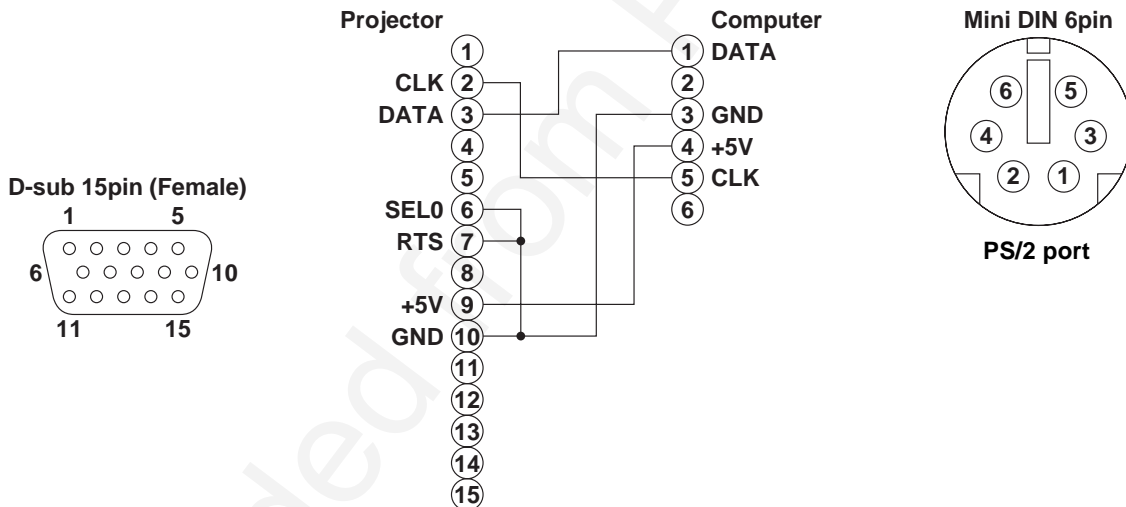 Projector
Computer
Mini DIN 6pin
1
CLK 2
DATA 3
4
5
SEL0 6
RTS 7
8
+5V 9
GND 10
11
12
13
14
15
1 DATA
2
3 GND
4 +5V
5 CLK
6
6 5
4 3
2 1
PS/2 port
D-sub 15pin (Female)
1 5
6 10
11 15
ded from